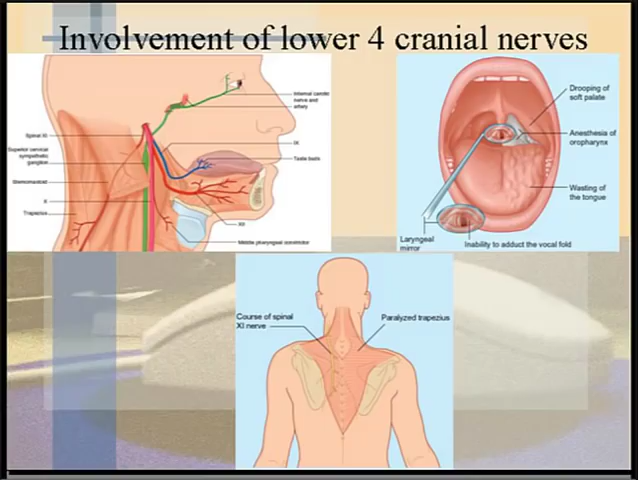 Involvement of lower 4 cranial nerves
Internal carotid
nerve and
artery
Spinal XI
IX
Superior cervical
sympathetic
ganglion
Taste buds
Sternomastoid
X
Trapezius
XII
Middle pharyngeal constrictor
Drooping of
soft palate
Anesthesis of
oropharynx
Wasting of
the tongue
Laryngeal
mirror
Inability to adduct the vocal fold
Course of spinal
XI nerve
Paralyzed trapezius